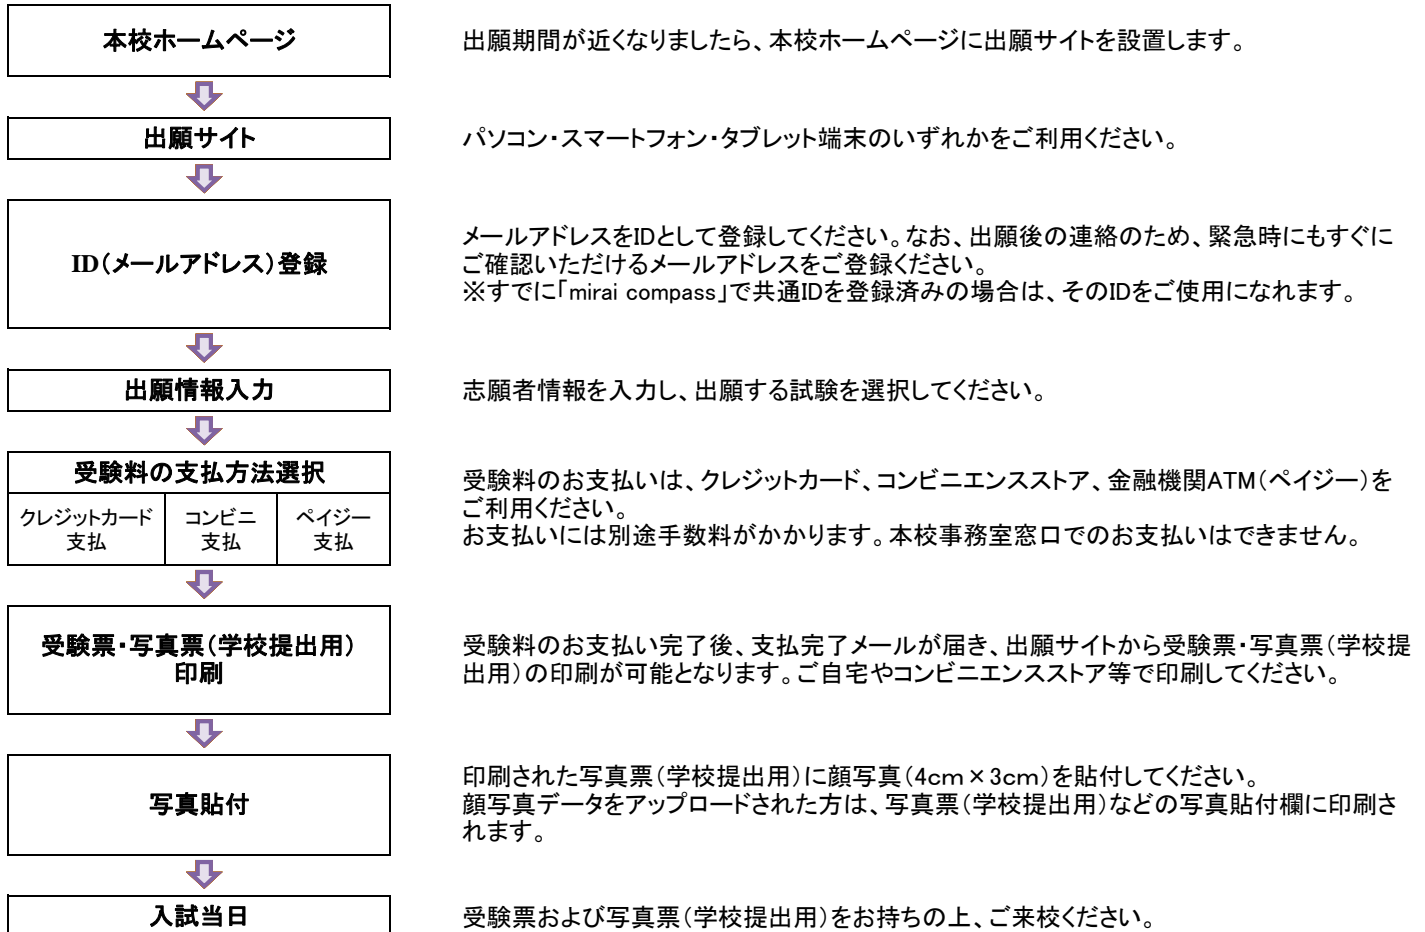 本校ホームページ
出願期間が近くなりましたら、本校ホームページに出願サイトを設置します。
出願サイト
パソコン・スマートフォン・タブレット端末のいずれかをご利用ください。
ID(メールアドレス)登録
メールアドレスをIDとして登録してください。なお、出願後の連絡のため、緊急時にもすぐに
ご確認いただけるメールアドレスをご登録ください。
※すでに「mirai compass」で共通IDを登録済みの場合は、そのIDをご使用になれます。
出願情報入力
志願者情報を入力し、出願する試験を選択してください。
受験料の支払方法選択
クレジットカード
支払
コンビニ
支払
ペイジー
支払
受験料のお支払いは、クレジットカード、コンビニエンスストア、金融機関ATM(ペイジー)を
ご利用ください。
お支払いには別途手数料がかかります。本校事務室窓口でのお支払いはできません。
受験票・写真票(学校提出用)
印刷
受験料のお支払い完了後、支払完了メールが届き、出願サイトから受験票・写真票(学校提
出用)の印刷が可能となります。ご自宅やコンビニエンスストア等で印刷してください。
写真貼付
印刷された写真票(学校提出用)に顔写真(4cm×3cm)を貼付してください。
顔写真データをアップロードされた方は、写真票(学校提出用)などの写真貼付欄に印刷さ
れます。
入試当日
受験票および写真票(学校提出用)をお持ちの上、ご来校ください。